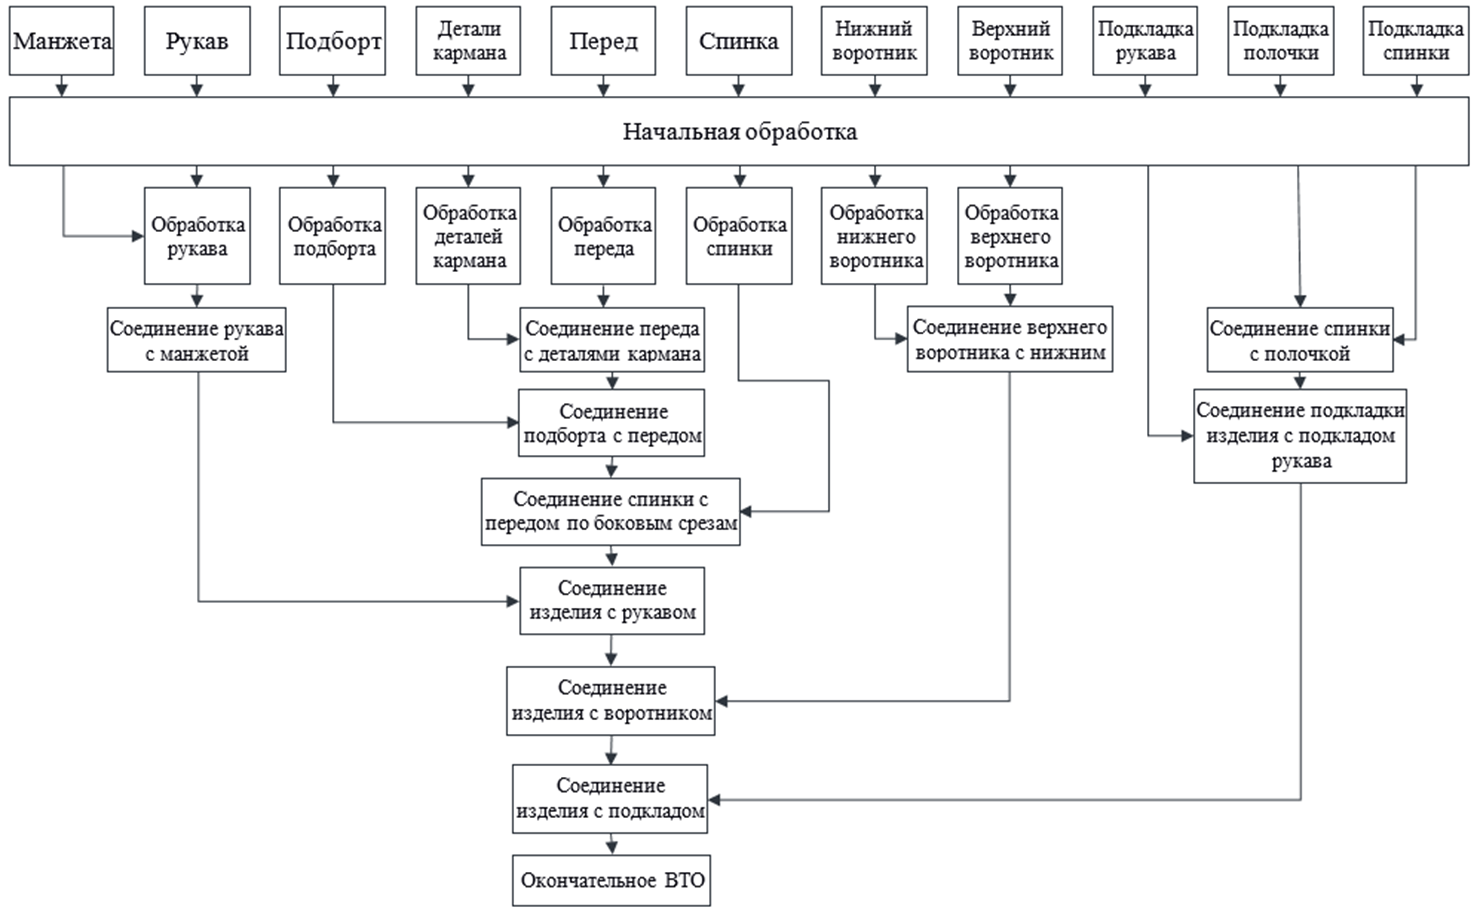 Манжета
Рукав
Подборт
Детали
кармана
Перед
Спинка
Нижний
воротник
Верхний
воротник
Подкладка
рукава
Подкладка
полочки
Подкладка
спинки
Начальная обработка
Обработка
рукава
Обработка
подборта
Обработка
деталей
кармана
Обработка
переда
Обработка
спинки
Обработка
нижнего
воротника
Обработка
верхнего
воротника
Соединение рукава
с манжетой
Соединение переда
с деталями кармана
Соединение верхнего
воротника с нижним
Соединение спинки
с полочкой
Соединение
подборта с передом
Соединение подкладки
изделия с подкладом
рукава
Соединение спинки с
передом по боковым срезам
Соединение
изделия с рукавом
Соединение
изделия с воротником
Соединение
изделия с подкладом
Окончательное ВТО